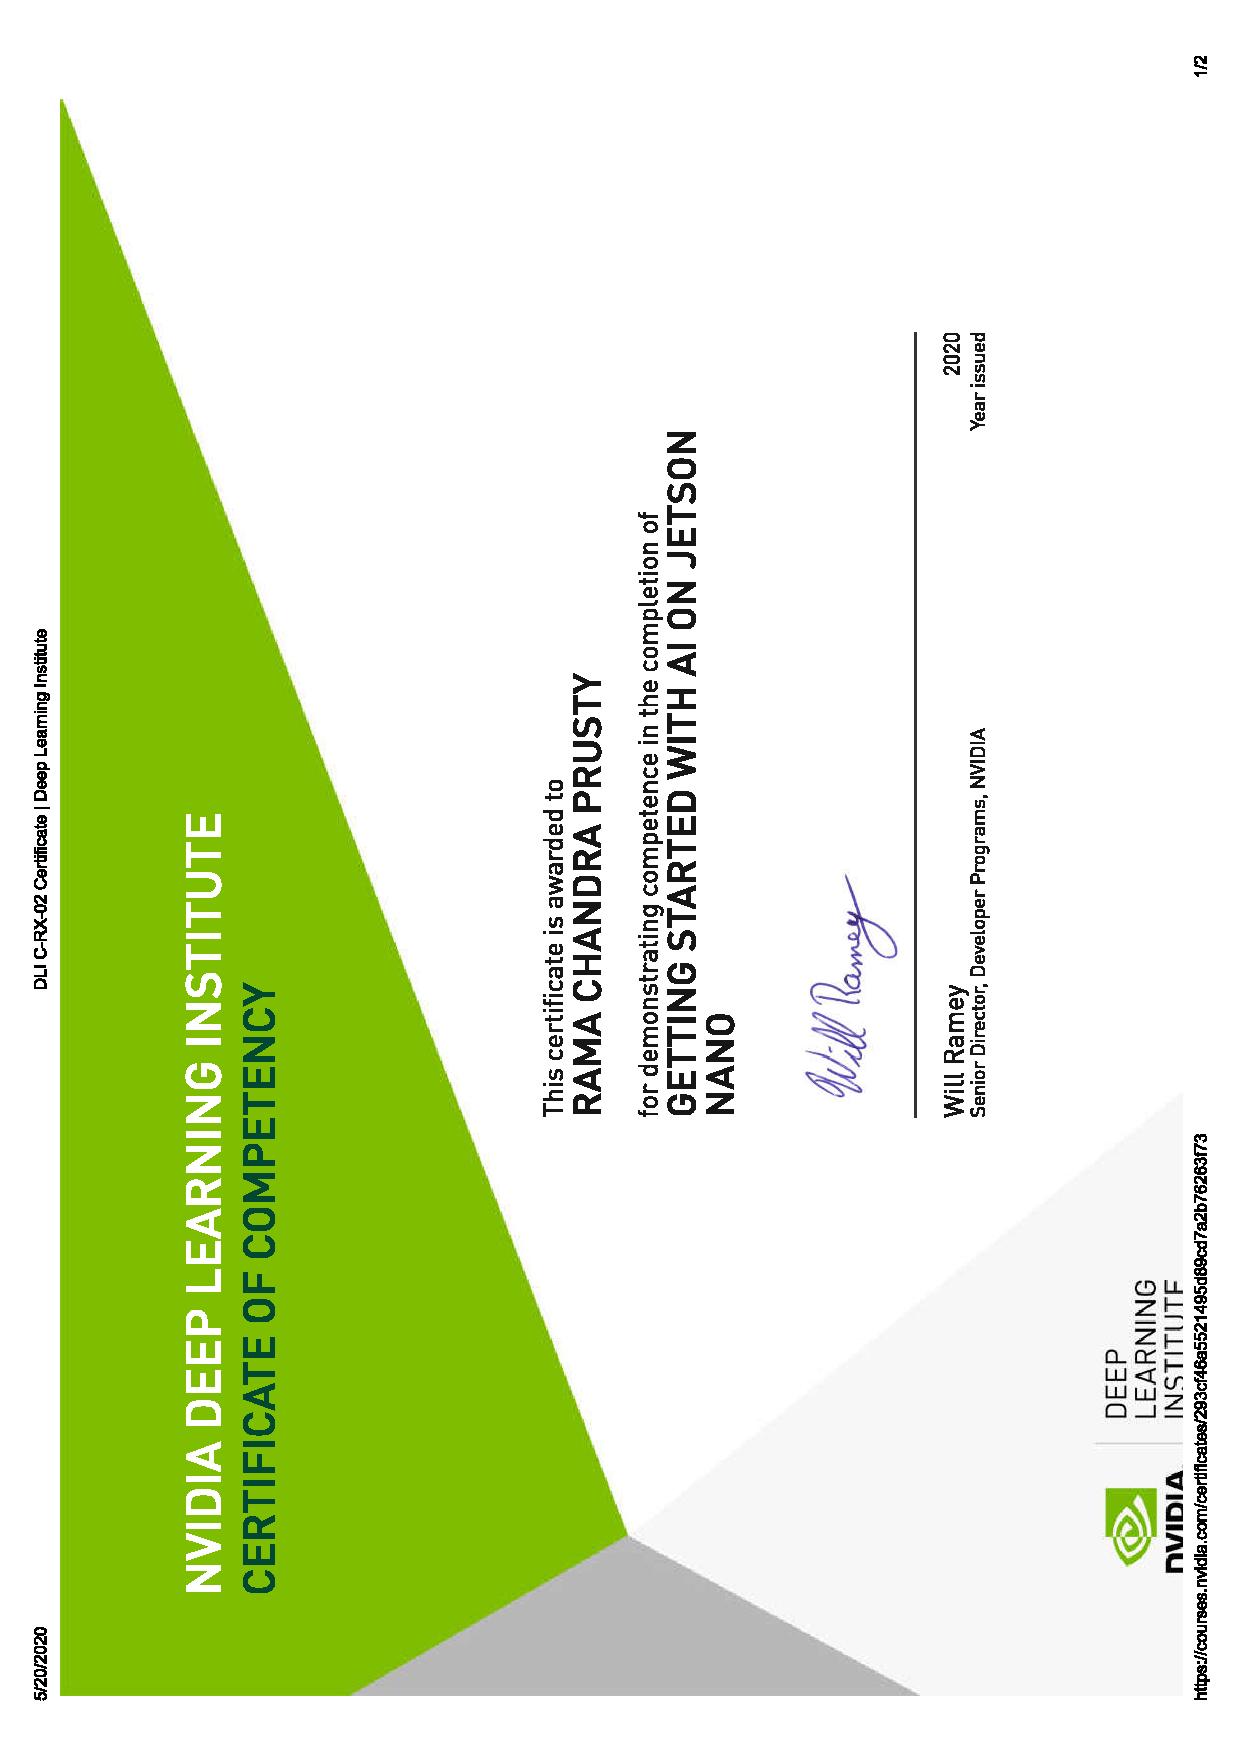 5/20/2020
DLI C-RX-02 Certificate | Deep Learning Institute
NVIDIA DEEP LEARNING INSTITUTE
CERTIFICATE OF COMPETENCY
This certificate is awarded to
RAMA CHANDRA PRUSTY
for demonstrating competence in the completion of
GETTING STARTED WITH AI ON JETSON
NANO
Will Ramey
Will Ramey
2020
Senior Director, Developer Programs, NVIDIA
Year issued
DEEP
LEARNING
NVIDIA INSTITUTE
https://courses.nvidia.com/certificates/293cf46a5521495d89cd7a2b76263f73
1/2